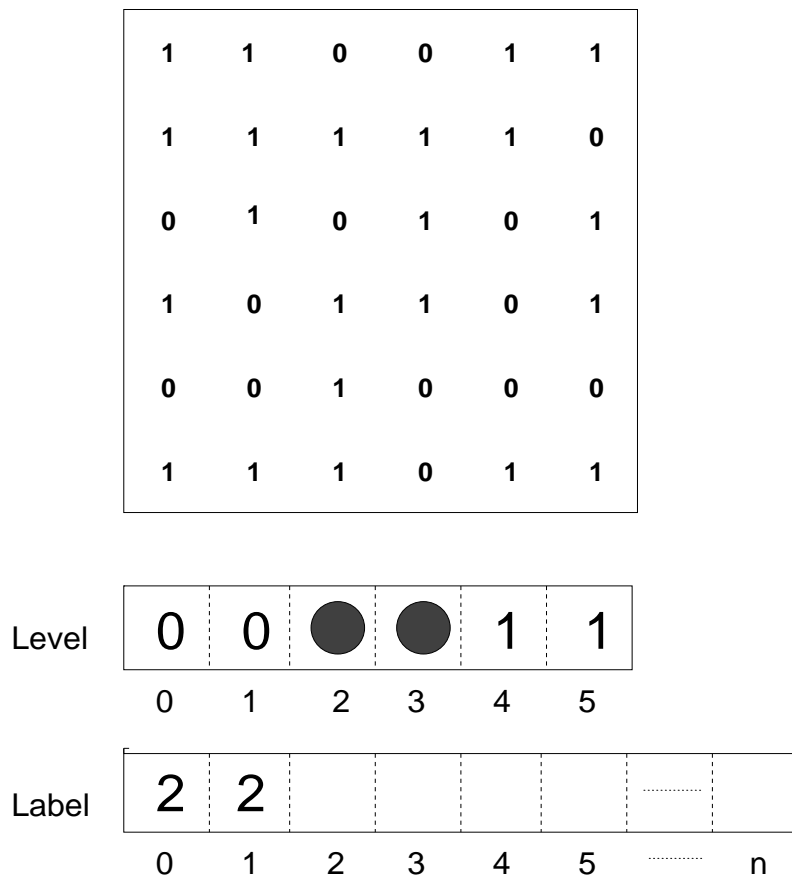 1 1 0 0 1 1
1 1 1 1 1 0
0 1 0 1 0 1
1 0 1 1 0 1
0 0 1 0 0 0
1 1 1 0 1 1
Level 0 0 1 1
0 1 2 3 4 5
Label 2 2 ............
0 1 2 3 4 5 ............ n